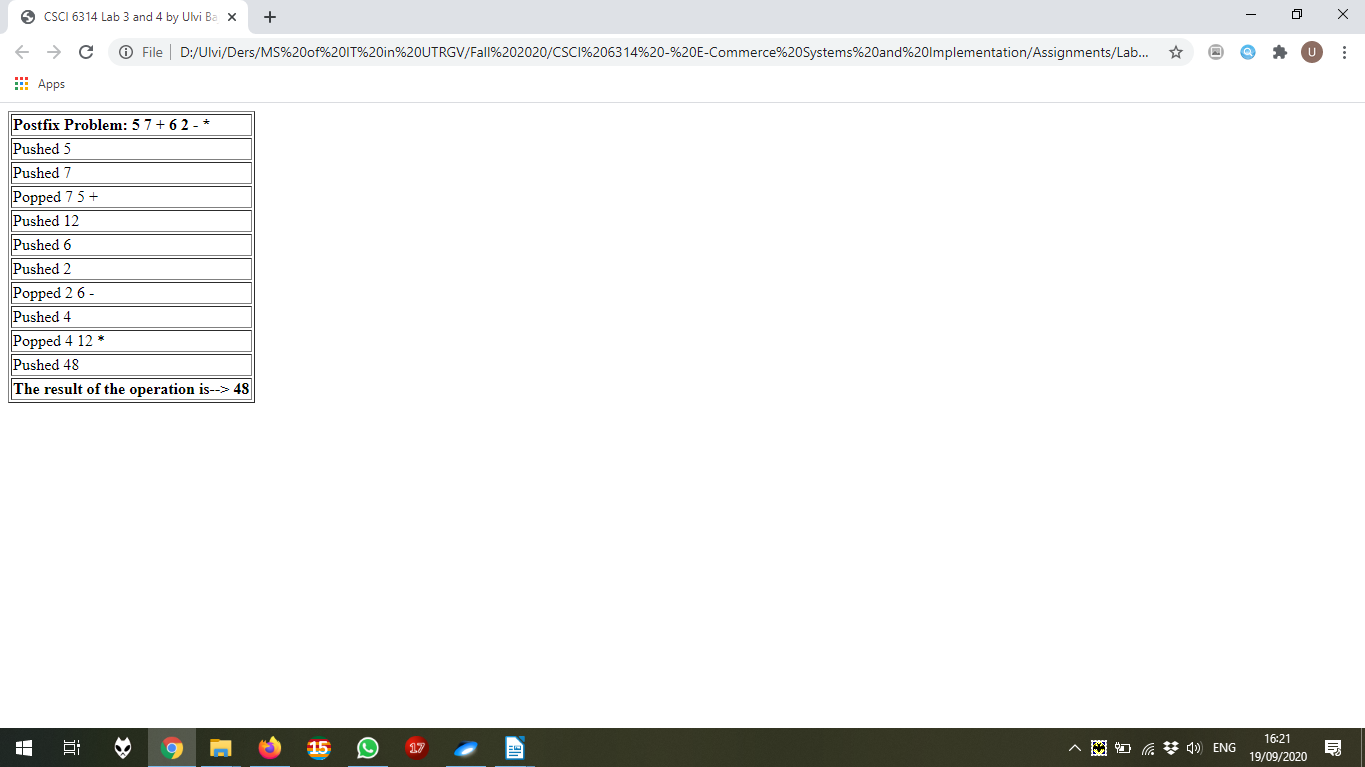 CSCI 6314 Lab 3 and 4 by Ulvi Ba
File
D:/Ulvi/Ders/MS%20of%20IT%20in%20UTRGV/Fall%202020/CSCI%206314%20-%20E-Commerce%20Systems%20and%20Implementation/Assignments/Lab...
U
Apps
Postfix Problem: 5 7 + 6 2 - *
Pushed 5
Pushed 7
Popped 7 5 +
Pushed 12
Pushed 6
Pushed 2
Popped 2 6 -
Pushed 4
Popped 4 12 *
Pushed 48
The result of the operation is--> 48
15
17
ENG
16:21
19/09/2020